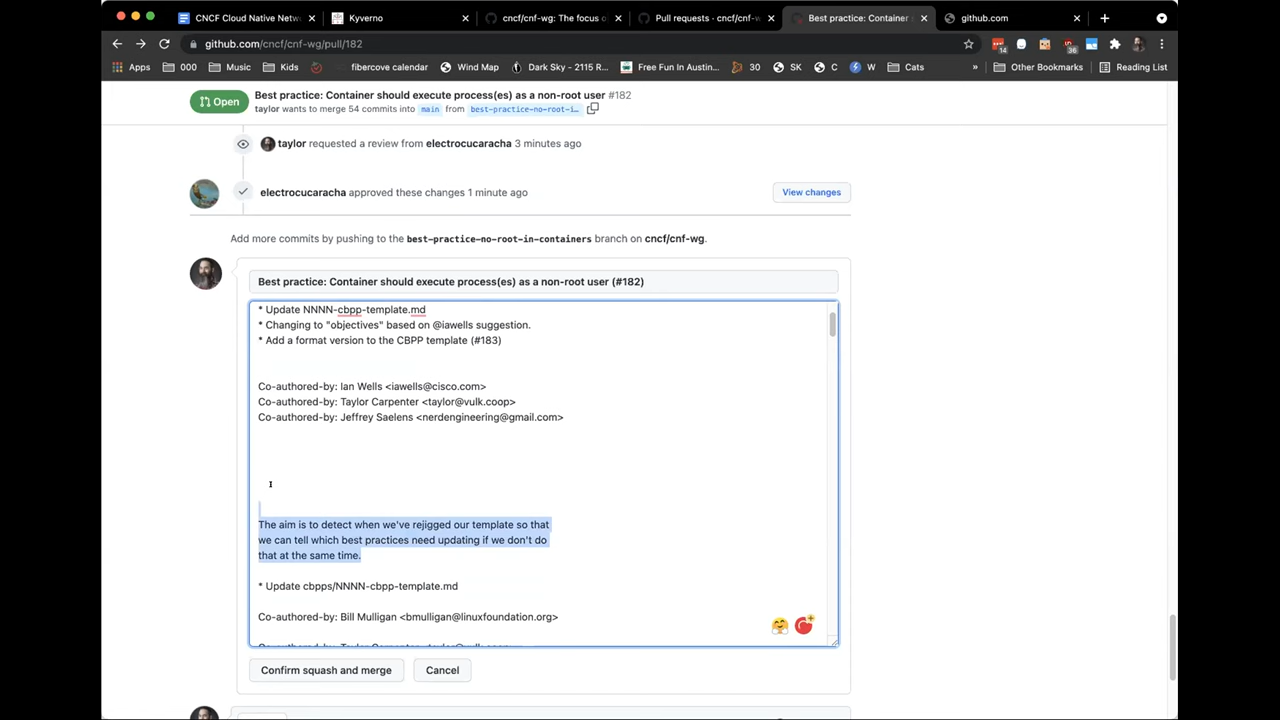 CNCF Cloud Native Netw
Kyverno
cncf/cnf-wg: The focus o
Pull requests · cncf/cnf-w
Best practice: Container
github.com
github.com/cncf/cnf-wg/pull/182
14
36
Apps
000
Music
Kids
fibercove calendar
Wind Map
Dark Sky - 2115 R...
Free Fun In Austin...
30
SK
C
W
Cats
»
Other Bookmarks
Reading List
Open
Best practice: Container should execute process(es) as a non-root user #182
taylor wants to merge 54 commits into main from best-practice-no-root-i…
taylor requested a review from electrocucaracha 3 minutes ago
electrocucaracha approved these changes 1 minute ago
View changes
Add more commits by pushing to the best-practice-no-root-in-containers branch on cncf/cnf-wg.
Best practice: Container should execute process(es) as a non-root user (#182)
* Update NNNN-cbpp-template.md
* Changing to "objectives" based on @iawells suggestion.
* Add a format version to the CBPP template (#183)
Co-authored-by: Ian Wells <iawells@cisco.com>
Co-authored-by: Taylor Carpenter <taylor@vulk.coop>
Co-authored-by: Jeffrey Saelens <nerdengineering@gmail.com>
The aim is to detect when we've rejigged our template so that
we can tell which best practices need updating if we don't do
that at the same time.
* Update cbpps/NNNN-cbpp-template.md
Co-authored-by: Bill Mulligan <bmulligan@linuxfoundation.org>
Confirm squash and merge
Cancel